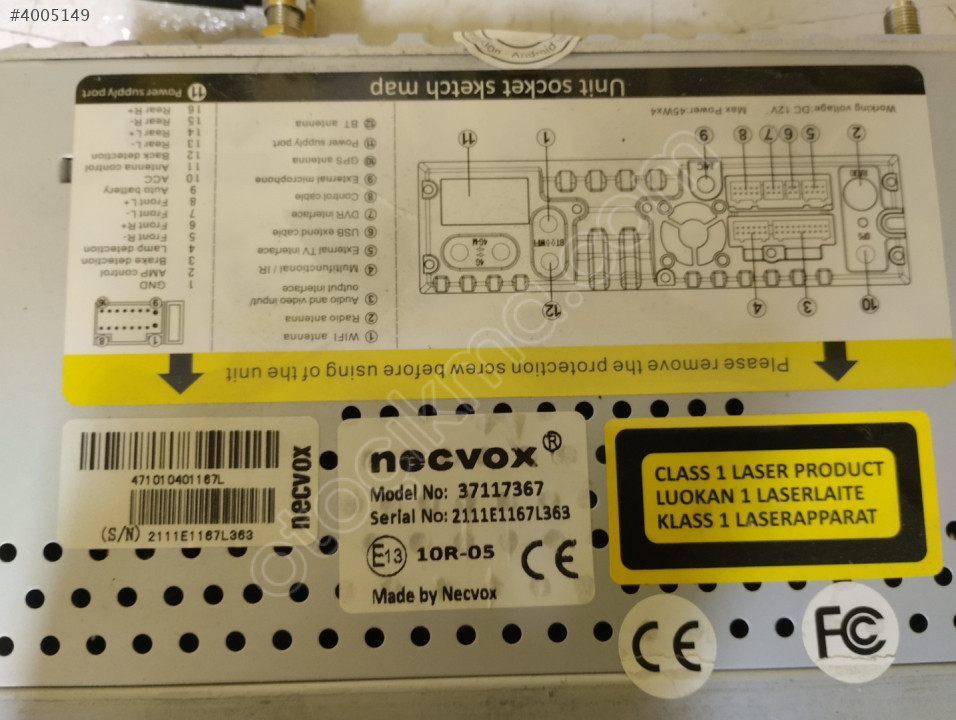 #4005149
Unit socket sketch map
Working voltage: DC 12V
Max Power:45Wx4
GPS
4G
4G-M
BT
WIFI
1 WIFI antenna
2 Radio antenna
3 Audio and video input/
output interface
4 Multifunctional / IR
5 External TV interface
6 USB extend cable
7 DVR interface
8 Control cable
9 External microphone
10 GPS antenna
11 Power supply port
12 BT antenna
11 Power supply port
1 GND
2 AMP control
3 Brake detection
4 Lamp detection
5 Front R-
6 Front R+
7 Front L-
8 Front L+
9 Auto battery
10 ACC
11 Antenna control
12 Back detection
13 Rear L-
14 Rear L+
15 Rear R-
16 Rear R+
Please remove the protection screw before using of the unit
471010401167L
(S/N) 2111E1167L363
necvox
necvox®
Model No: 37117367
Serial No: 2111E1167L363
E13 10R-05 CE
Made by Necvox
CLASS 1 LASER PRODUCT
LUOKAN 1 LASERLAITE
KLASS 1 LASERAPPARAT
CE
FC